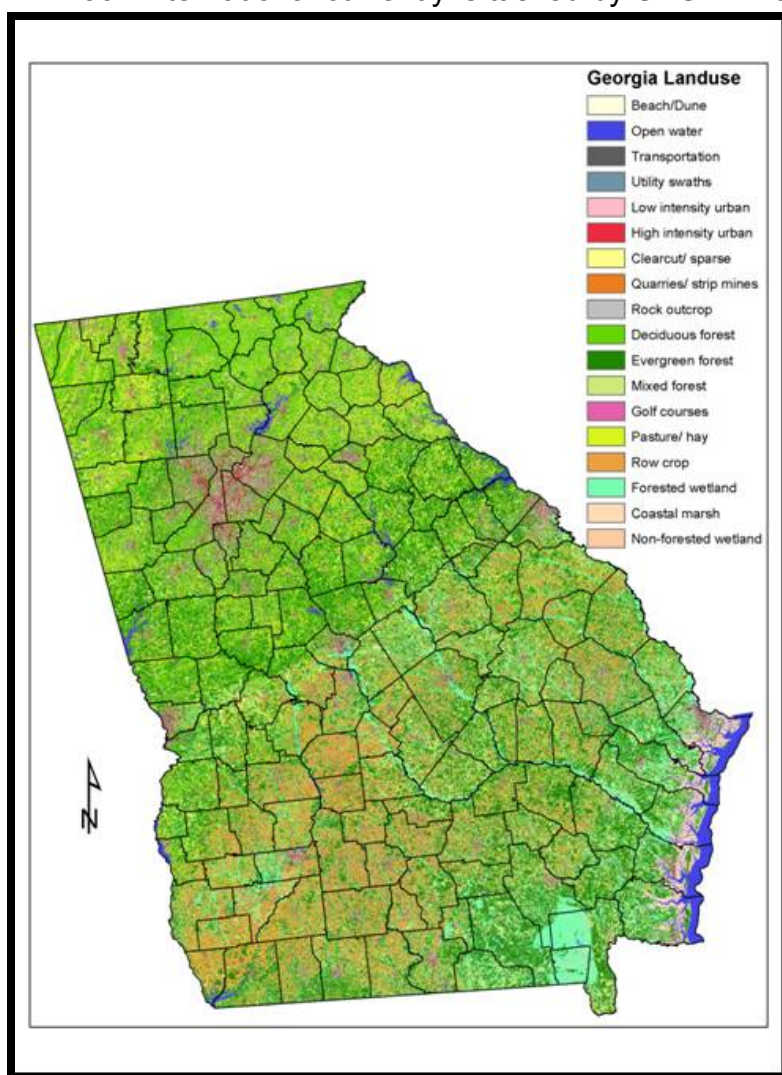 Georgia Landuse
Beach/Dune
Open water
Transportation
Utility swaths
Low intensity urban
High intensity urban
Clearcut/ sparse
Quarries/ strip mines
Rock outcrop
Deciduous forest
Evergreen forest
Mixed forest
Golf courses
Pasture/ hay
Row crop
Forested wetland
Coastal marsh
Non-forested wetland
N